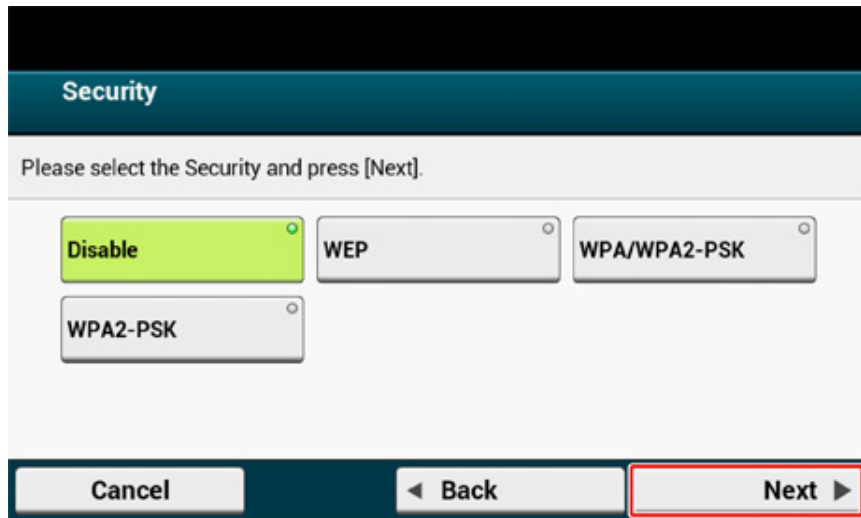 Security
Please select the Security and press [Next].
Disable
WEP
WPA/WPA2-PSK
WPA2-PSK
Cancel
Back
Next